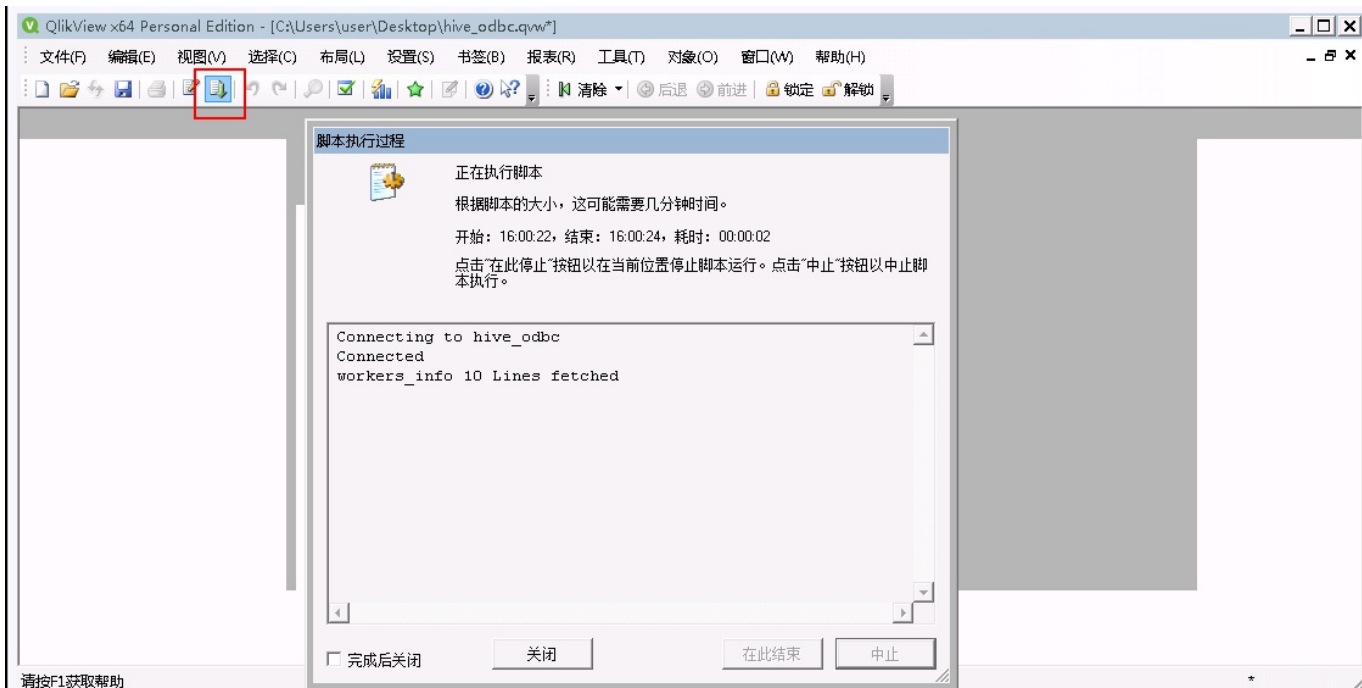 QlikView x64 Personal Edition - [C:\Users\user\Desktop\hive_odbc.qvw*]
文件(F) 编辑(E) 视图(V) 选择(C) 布局(L) 设置(S) 书签(B) 报表(R) 工具(T) 对象(O) 窗口(W) 帮助(H)
清除 后退 前进 锁定 解锁
脚本执行过程
正在执行脚本
根据脚本的大小，这可能需要几分钟时间。
开始: 16:00:22，结束: 16:00:24，耗时: 00:00:02
点击"在此停止"按钮以在当前位置停止脚本运行。点击"中止"按钮以中止脚
本执行。
Connecting to hive_odbc
Connected
workers_info 10 Lines fetched
完成后关闭 关闭 在此结束 中止
请按F1获取帮助 *